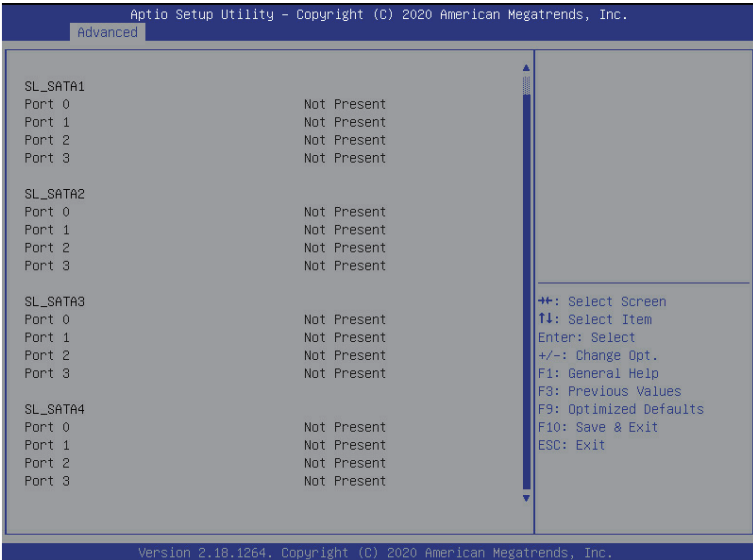 Aptio Setup Utility – Copyright (C) 2020 American Megatrends, Inc.
Advanced
SL_SATA1
Port 0 Not Present
Port 1 Not Present
Port 2 Not Present
Port 3 Not Present
SL_SATA2
Port 0 Not Present
Port 1 Not Present
Port 2 Not Present
Port 3 Not Present
SL_SATA3
Port 0 Not Present
Port 1 Not Present
Port 2 Not Present
Port 3 Not Present
SL_SATA4
Port 0 Not Present
Port 1 Not Present
Port 2 Not Present
Port 3 Not Present
→←: Select Screen
↑↓: Select Item
Enter: Select
+/-: Change Opt.
F1: General Help
F3: Previous Values
F9: Optimized Defaults
F10: Save & Exit
ESC: Exit
Version 2.18.1264. Copyright (C) 2020 American Megatrends, Inc.